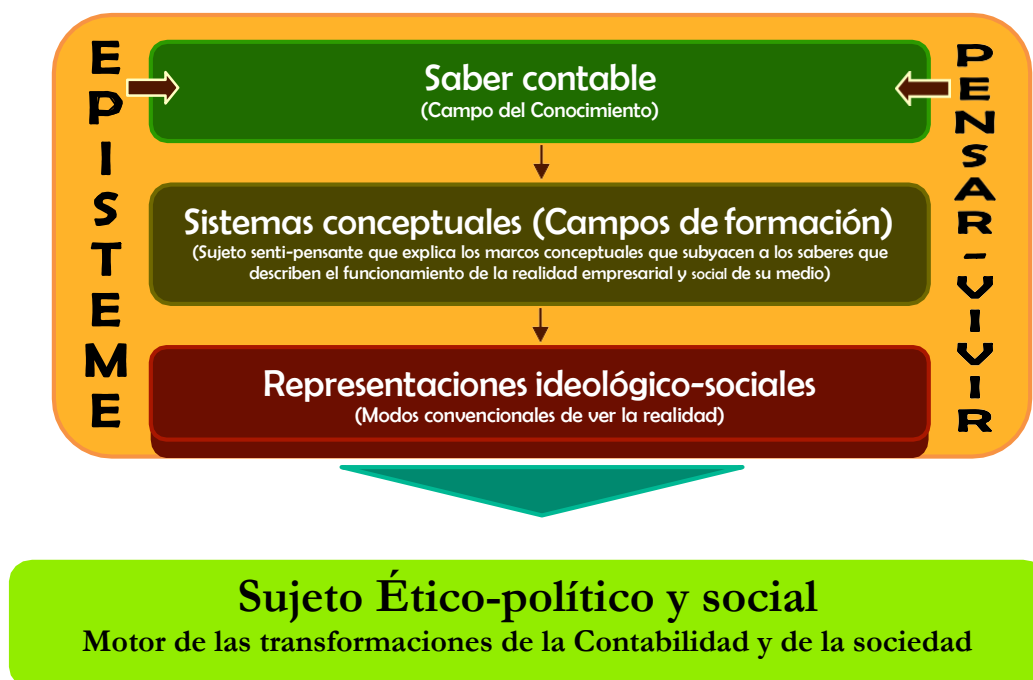 EPISTEME
Saber contable
(Campo del Conocimiento)
Sistemas conceptuales (Campos de formación)
(Sujeto senti-pensante que explica los marcos conceptuales que subyacen a los saberes que
describen el funcionamiento de la realidad empresarial y social de su medio)
Representaciones ideológico-sociales
(Modos convencionales de ver la realidad)
PENSAR-VIVIR
Sujeto Ético-político y social
Motor de las transformaciones de la Contabilidad y de la sociedad